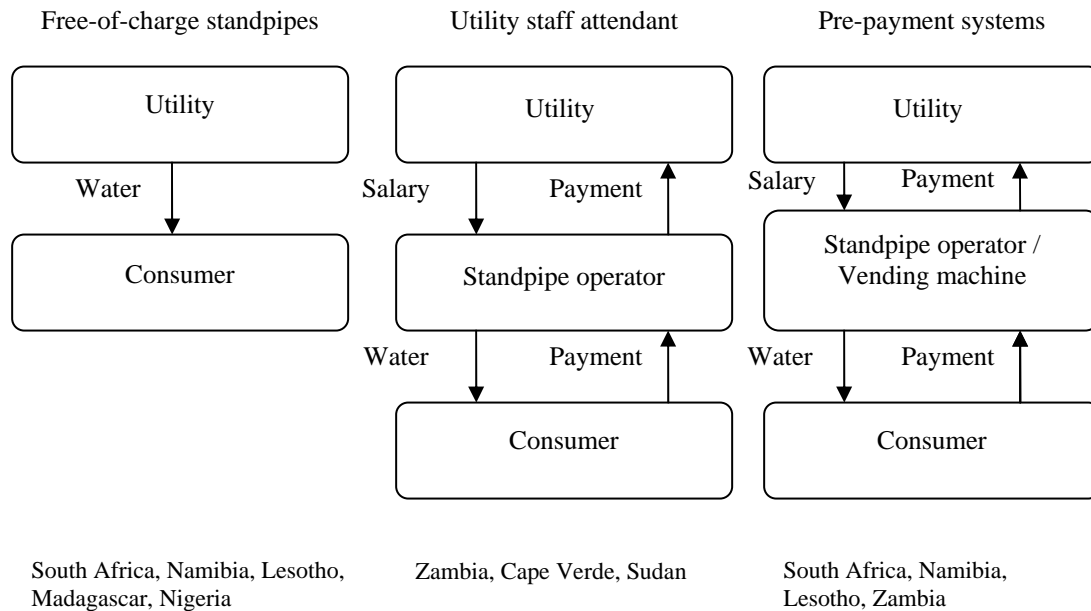 Free-of-charge standpipes
Utility staff attendant
Pre-payment systems
Utility
Utility
Utility
Water
Salary
Payment
Salary
Payment
Consumer
Standpipe operator
Standpipe operator /
Vending machine
Water
Payment
Water
Payment
Consumer
Consumer
South Africa, Namibia, Lesotho,
Madagascar, Nigeria
Zambia, Cape Verde, Sudan
South Africa, Namibia,
Lesotho, Zambia